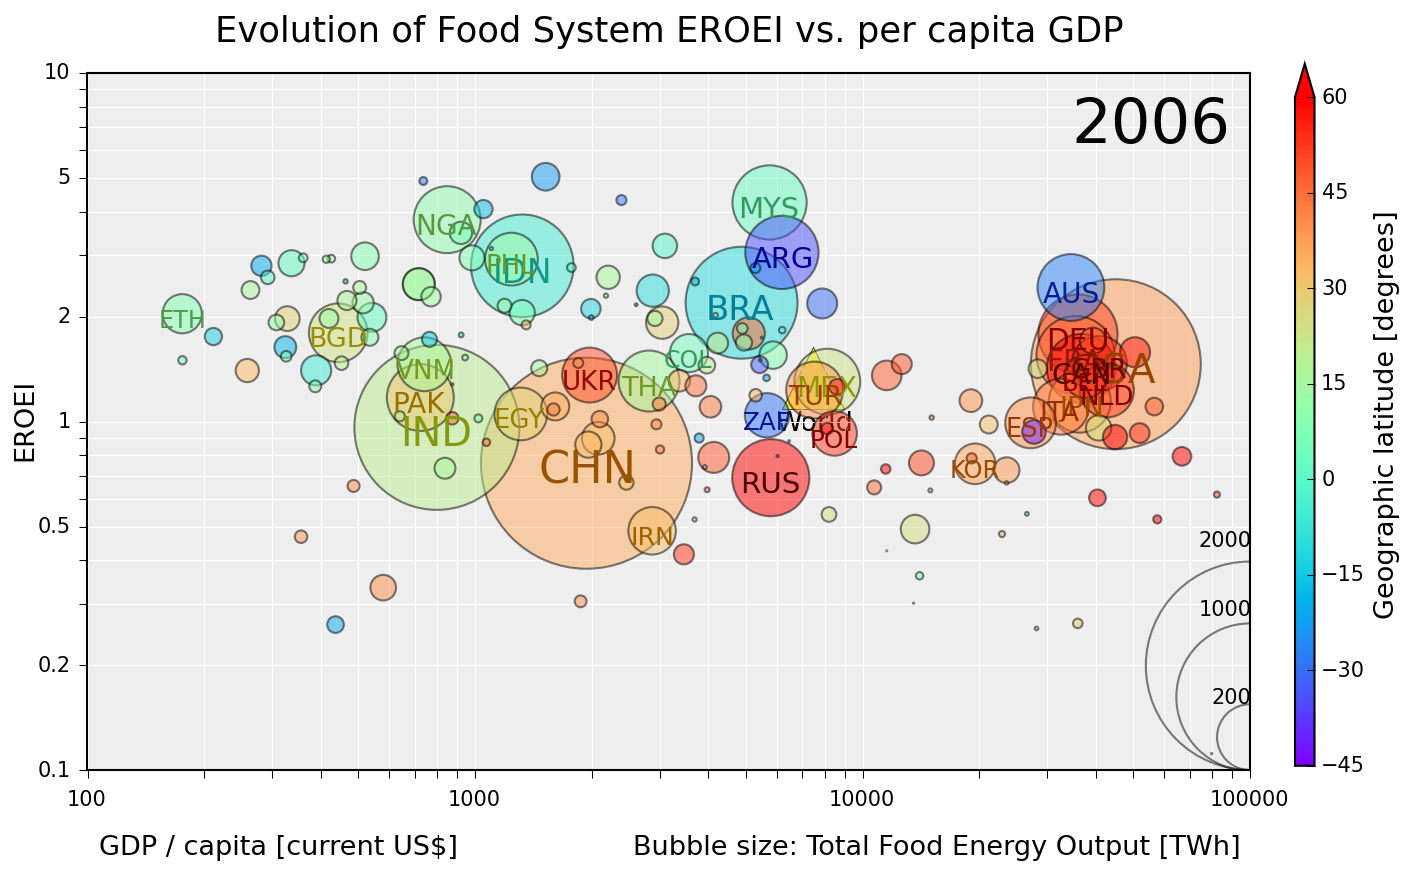 Evolution of Food System EROEI vs. per capita GDP
2006
10
5
2
1
0.5
0.2
0.1
EROEI
NGA
MYS
ARG
PHL
IDN
AUS
BRA
ETH
BGD
DEU
COL
VNM
UKR
THA
MEX
CAN
PAK
TUR
NLD
EGY
ITA
ZAF
World
IND
ESP
POL
CHN
KOR
RUS
IRN
2000
1000
200
100
1000
10000
100000
GDP / capita [current US$]
Bubble size: Total Food Energy Output [TWh]
60
45
30
15
0
−15
−30
−45
Geographic latitude [degrees]